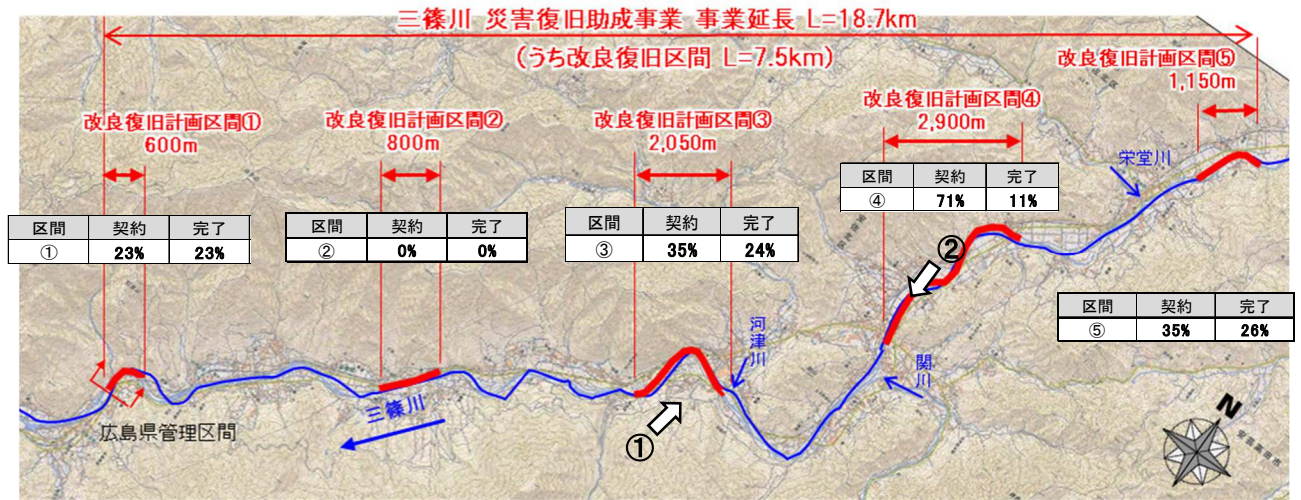 三篠川 災害復旧助成事業 事業延長 L=18.7km
(うち改良復旧区間 L=7.5km)
改良復旧計画区間①
600m
改良復旧計画区間②
800m
改良復旧計画区間③
2,050m
改良復旧計画区間④
2,900m
改良復旧計画区間⑤
1,150m
区間 契約 完了
① 23% 23%
区間 契約 完了
② 0% 0%
区間 契約 完了
③ 35% 24%
区間 契約 完了
④ 71% 11%
区間 契約 完了
⑤ 35% 26%
栄堂川
②
河津川
関川
三篠川
①
広島県管理区間
N